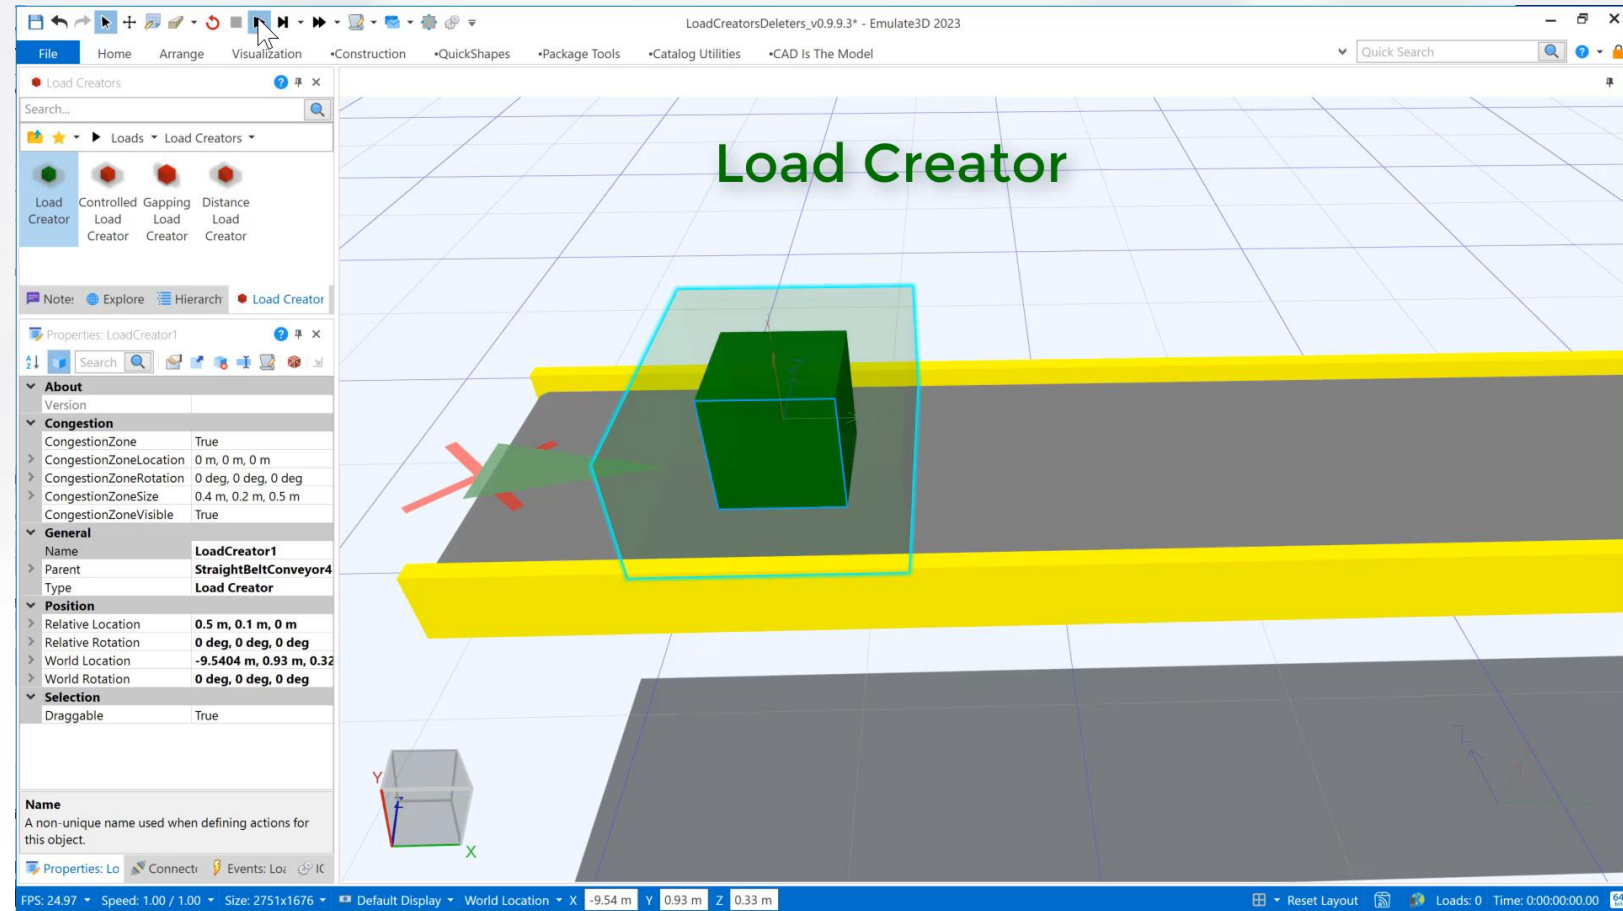 LoadCreatorsDeleters_v0.9.9.3* - Emulate3D 2023
File Home Arrange Visualization •Construction •QuickShapes •Package Tools •Catalog Utilities •CAD Is The Model
Quick Search
Load Creators
Search...
Loads Load Creators
Load Creator
Controlled Load Creator
Gapping Load Creator
Distance Load Creator
Explore Load Creator
Load Creator
Properties: LoadCreator1
Search
About
Version
Congestion
CongestionZone True
CongestionZoneLocation 0 m, 0 m, 0 m
CongestionZoneRotation 0 deg, 0 deg, 0 deg
CongestionZoneSize 0.4 m, 0.2 m, 0.5 m
CongestionZoneVisible True
General
Name LoadCreator1
Parent StraightBeltConveyor4
Type Load Creator
Position
Relative Location 0.5 m, 0.1 m, 0 m
Relative Rotation 0 deg, 0 deg, 0 deg
World Location -9.5404 m, 0.93 m, 0.32
World Rotation 0 deg, 0 deg, 0 deg
Selection
Draggable True
Name
A non-unique name used when defining actions for
this object.
Properties: Lo Connect Events: Loa
Y
Z
X
Z
FPS: 24.97 Speed: 1.00 / 1.00 Size: 2751x1676 Default Display World Location X -9.54 m Y 0.93 m Z 0.33 m Reset Layout Loads: 0 Time: 0:00:00:00.00 64